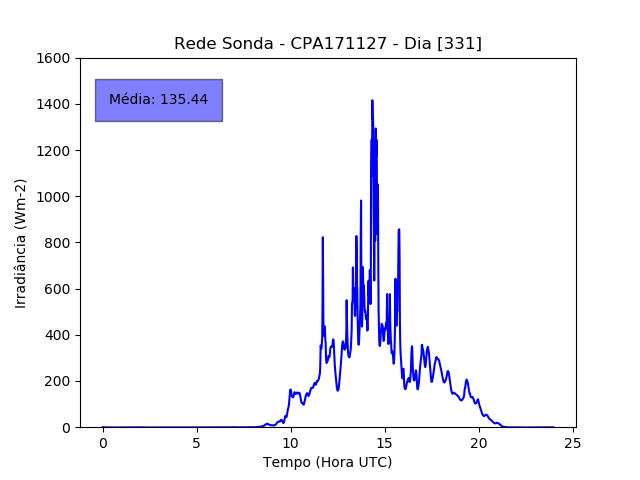 Rede Sonda - CPA171127 - Dia [331]
Média: 135.44
Irradiância (Wm-2)
1600
1400
1200
1000
800
600
400
200
0
0 5 10 15 20 25
Tempo (Hora UTC)